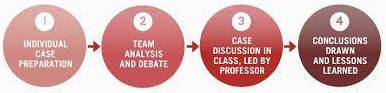 1
INDIVIDUAL
CASE
PREPARATION
2
TEAM
ANALYSIS
AND DEBATE
3
CASE
DISCUSSION IN
CLASS, LED BY
PROFESSOR
4
CONCLUSIONS
DRAWN
AND LESSONS
LEARNED